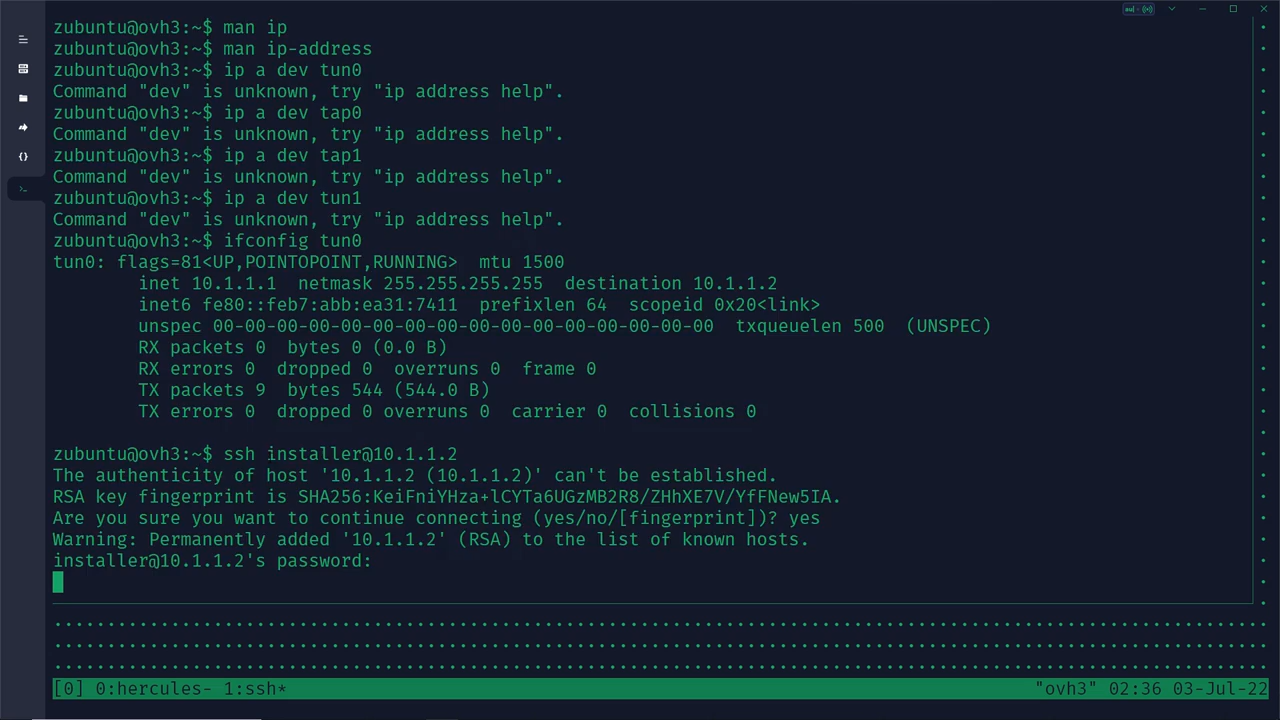 zubuntu@ovh3:~$ man ip
zubuntu@ovh3:~$ man ip-address
zubuntu@ovh3:~$ ip a dev tun0
Command "dev" is unknown, try "ip address help".
zubuntu@ovh3:~$ ip a dev tap0
Command "dev" is unknown, try "ip address help".
zubuntu@ovh3:~$ ip a dev tap1
Command "dev" is unknown, try "ip address help".
zubuntu@ovh3:~$ ip a dev tun1
Command "dev" is unknown, try "ip address help".
zubuntu@ovh3:~$ ifconfig tun0
tun0: flags=81<UP,POINTOPOINT,RUNNING>  mtu 1500
        inet 10.1.1.1  netmask 255.255.255.255  destination 10.1.1.2
        inet6 fe80::feb7:abb:ea31:7411  prefixlen 64  scopeid 0x20<link>
        unspec 00-00-00-00-00-00-00-00-00-00-00-00-00-00-00-00  txqueuelen 500  (UNSPEC)
        RX packets 0  bytes 0 (0.0 B)
        RX errors 0  dropped 0  overruns 0  frame 0
        TX packets 9  bytes 544 (544.0 B)
        TX errors 0  dropped 0 overruns 0  carrier 0  collisions 0
zubuntu@ovh3:~$ ssh installer@10.1.1.2
The authenticity of host '10.1.1.2 (10.1.1.2)' can't be established.
RSA key fingerprint is SHA256:KeiFniYHza+lCYTa6UGzMB2R8/ZHhXE7V/YfFNew5IA.
Are you sure you want to continue connecting (yes/no/[fingerprint])? yes
Warning: Permanently added '10.1.1.2' (RSA) to the list of known hosts.
installer@10.1.1.2's password:
[0] 0:hercules- 1:ssh* "ovh3" 02:36 03-Jul-22